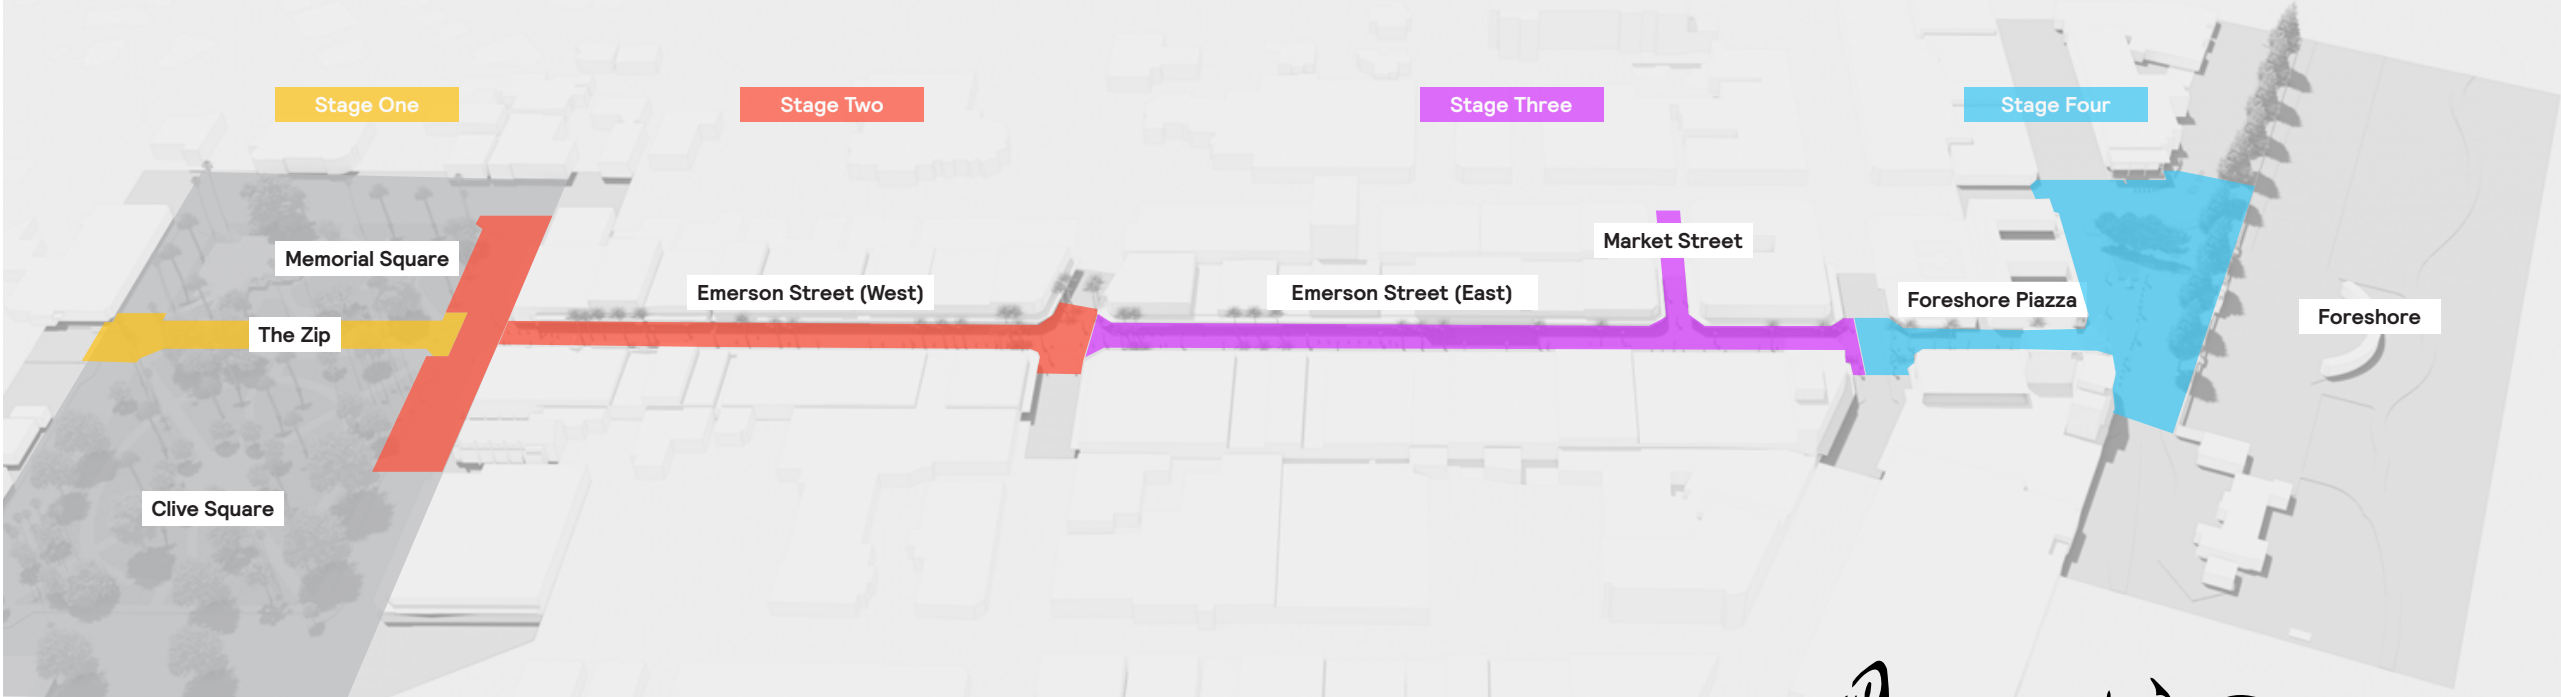 Stage One
Stage Two
Stage Three
Stage Four
Memorial Square
The Zip
Clive Square
Emerson Street (West)
Emerson Street (East)
Market Street
Foreshore Piazza
Foreshore